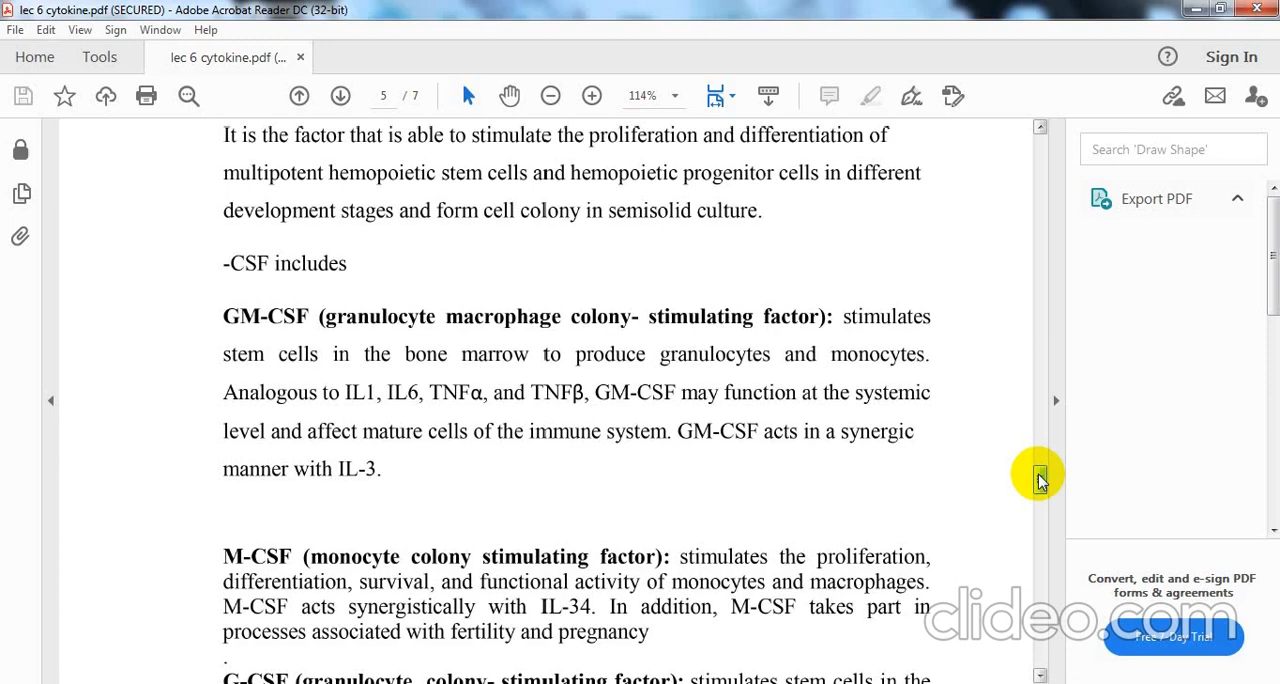 lec 6 cytokine.pdf (SECURED) - Adobe Acrobat Reader DC (32-bit)
File Edit View Sign Window Help
Home Tools lec 6 cytokine.pdf (... × Sign In
5 / 7 114%
It is the factor that is able to stimulate the proliferation and differentiation of
multipotent hemopoietic stem cells and hemopoietic progenitor cells in different
development stages and form cell colony in semisolid culture.
-CSF includes
GM-CSF (granulocyte macrophage colony- stimulating factor): stimulates
stem cells in the bone marrow to produce granulocytes and monocytes.
Analogous to IL1, IL6, TNFα, and TNFβ, GM-CSF may function at the systemic
level and affect mature cells of the immune system. GM-CSF acts in a synergic
manner with IL-3.
M-CSF (monocyte colony stimulating factor): stimulates the proliferation,
differentiation, survival, and functional activity of monocytes and macrophages.
M-CSF acts synergistically with IL-34. In addition, M-CSF takes part in
processes associated with fertility and pregnancy
.
G-CSF (granulocyte colony- stimulating factor): stimulates stem cells in the
Search 'Draw Shape'
Export PDF
Convert, edit and e-sign PDF
forms & agreements
Free 7-Day Trial
clideo.com